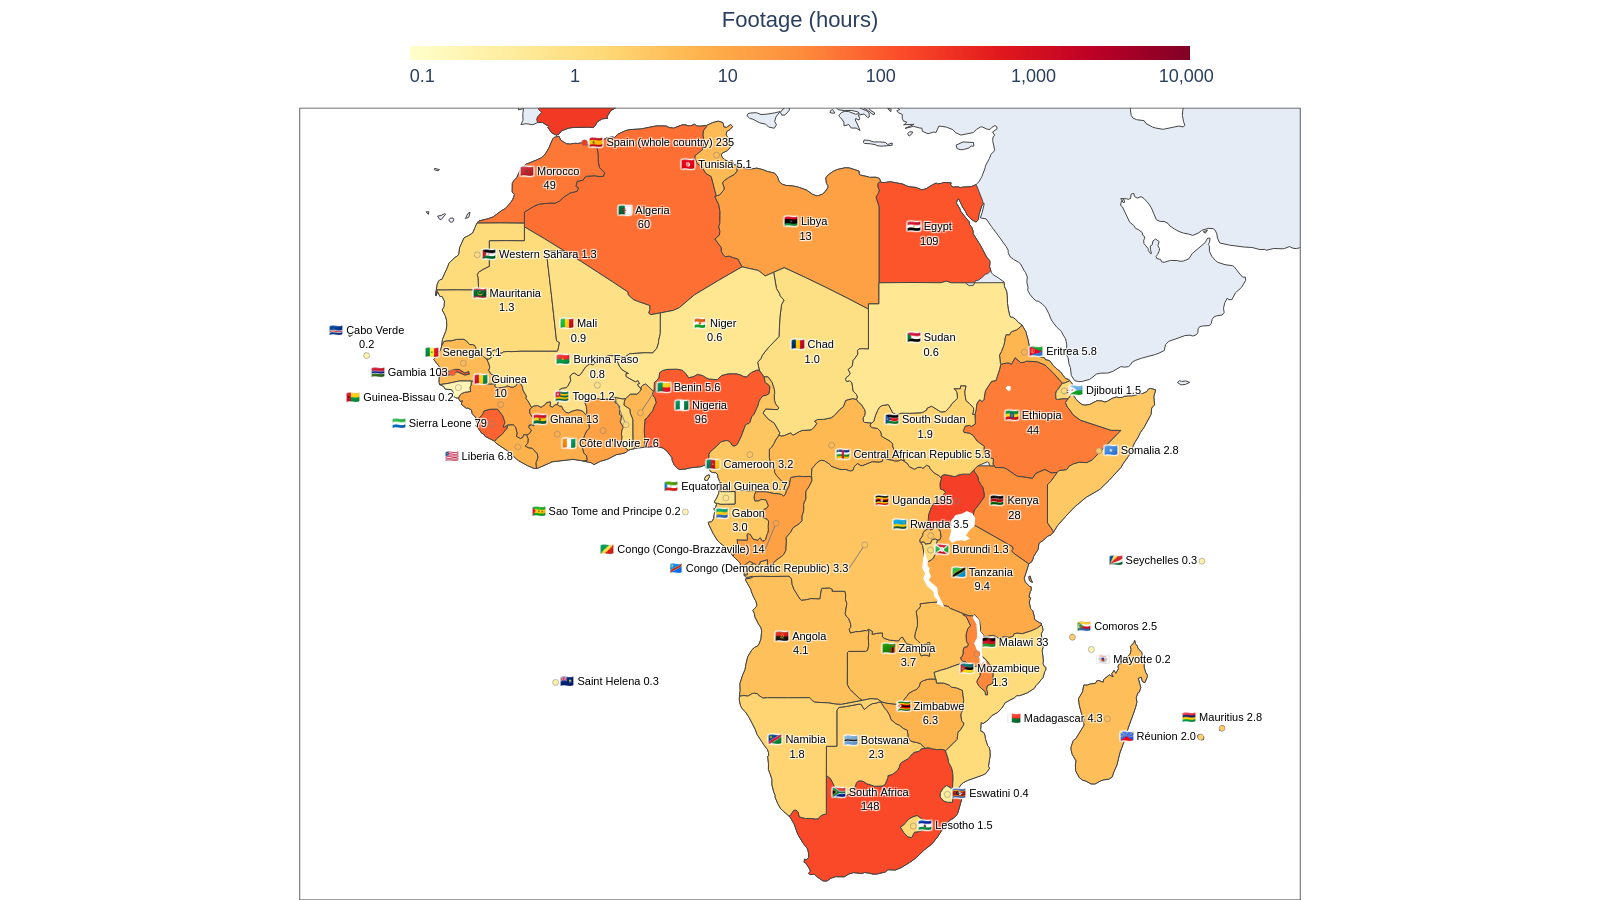 Footage (hours)
0.1 1 10 100 1,000 10,000
Spain (whole country) 235
Tunisia 5.1
Morocco
49
Algeria
60
Libya
13
Egypt
109
Western Sahara 1.3
Mauritania
1.3
Mali
0.9
Niger
0.6
Chad
1.0
Sudan
0.6
Cabo Verde
0.2
Senegal 5.1
Eritrea 5.8
Burkina Faso
0.8
Gambia 103
Guinea
10
Benin 5.6
Djibouti 1.5
Guinea-Bissau 0.2
Togo 1.2
Nigeria
96
Ethiopia
44
Sierra Leone 79
Ghana 13
South Sudan
1.9
Côte d'Ivoire 7.6
Liberia 6.8
Cameroon 3.2
Central African Republic 5.3
Somalia 2.8
Equatorial Guinea 0.7
Uganda 195
Kenya
28
Sao Tome and Principe 0.2
Gabon
3.0
Rwanda 3.5
Congo (Congo-Brazzaville) 14
Burundi 1.3
Congo (Democratic Republic) 3.3
Seychelles 0.3
Tanzania
9.4
Angola
4.1
Zambia
3.7
Malawi 33
Comoros 2.5
Mayotte 0.2
Mozambique
1.3
Saint Helena 0.3
Zimbabwe
6.3
Madagascar 4.3
Mauritius 2.8
Réunion 2.0
Namibia
1.8
Botswana
2.3
South Africa
148
Eswatini 0.4
Lesotho 1.5